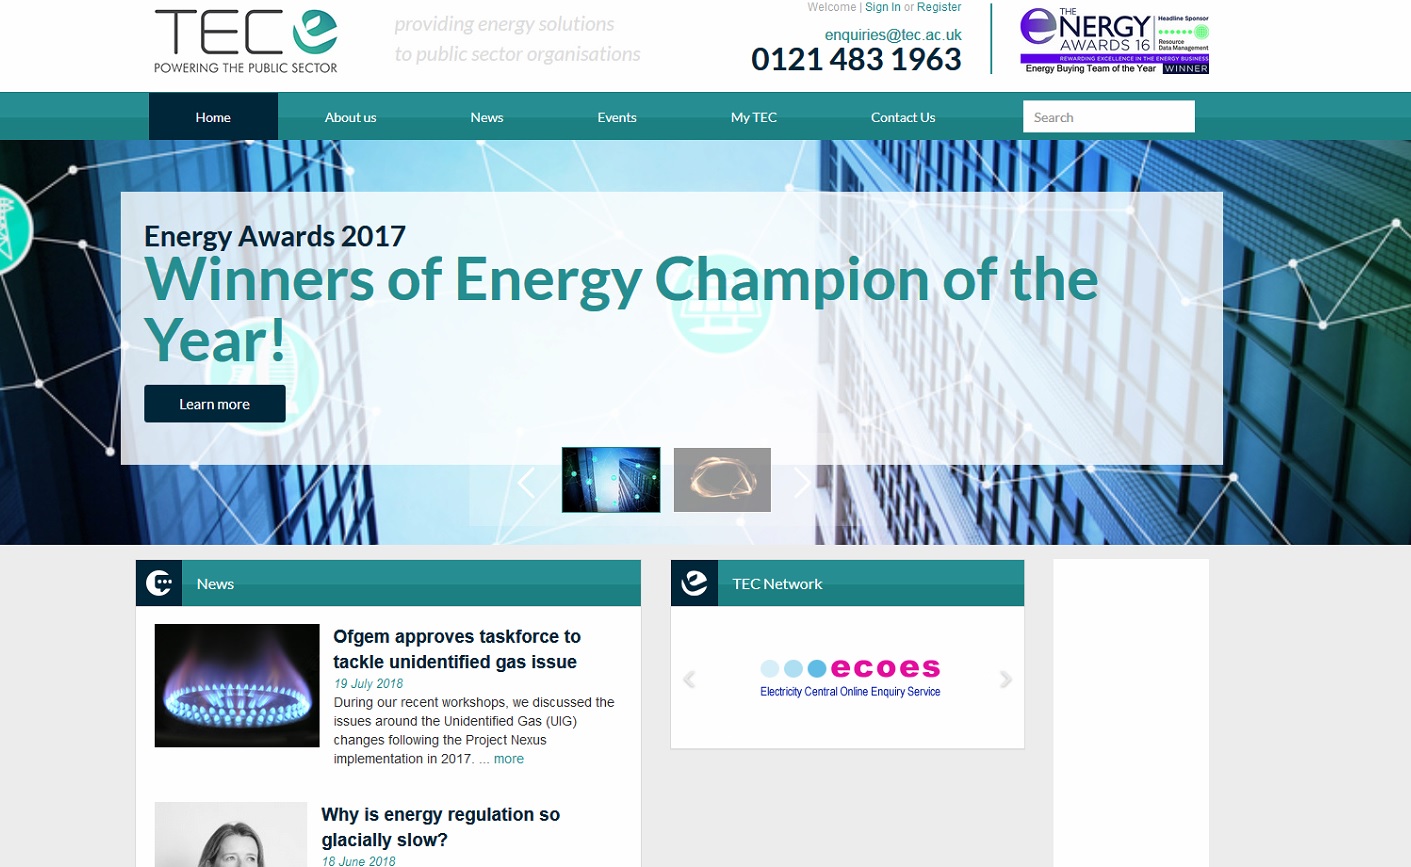 TEC
POWERING THE PUBLIC SECTOR
providing energy solutions
to public sector organisations
Welcome | Sign In or Register
enquiries@tec.ac.uk
0121 483 1963
THE
eNERGY
AWARDS 16
Headline Sponsor
Resource
Data Management
REWARDING EXCELLENCE IN THE ENERGY BUSINESS
Energy Buying Team of the Year WINNER
Home About us News Events My TEC Contact Us Search
Energy Awards 2017
Winners of Energy Champion of the
Year!
Learn more
News
TEC Network
Ofgem approves taskforce to
tackle unidentified gas issue
19 July 2018
During our recent workshops, we discussed the
issues around the Unidentified Gas (UIG)
changes following the Project Nexus
implementation in 2017. ... more
ecoes
Electricity Central Online Enquiry Service
Why is energy regulation so
glacially slow?
18 June 2018